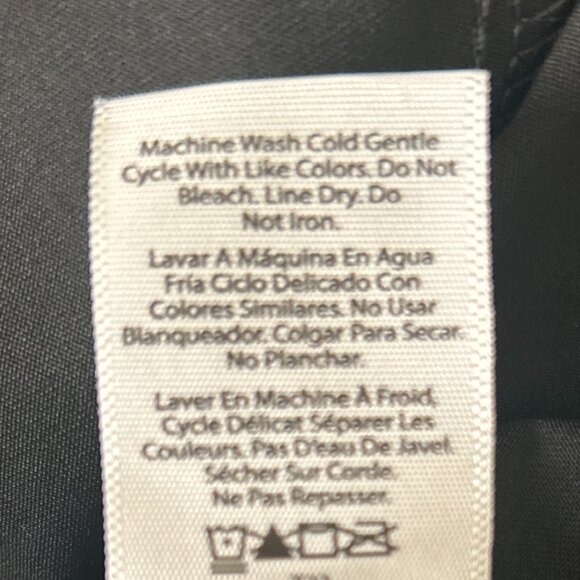 Machine Wash Cold Gentle
Cycle With Like Colors. Do Not
Bleach. Line Dry. Do
Not Iron.
Lavar A Máquina En Agua
Fría Ciclo Delicado Con
Colores Similares. No Usar
Blanqueador. Colgar Para Secar.
No Planchar.
Laver En Machine À Froid,
Cycle Délicat Séparer Les
Couleurs. Pas D'eau De Javel.
Sécher Sur Corde.
Ne Pas Repasser.